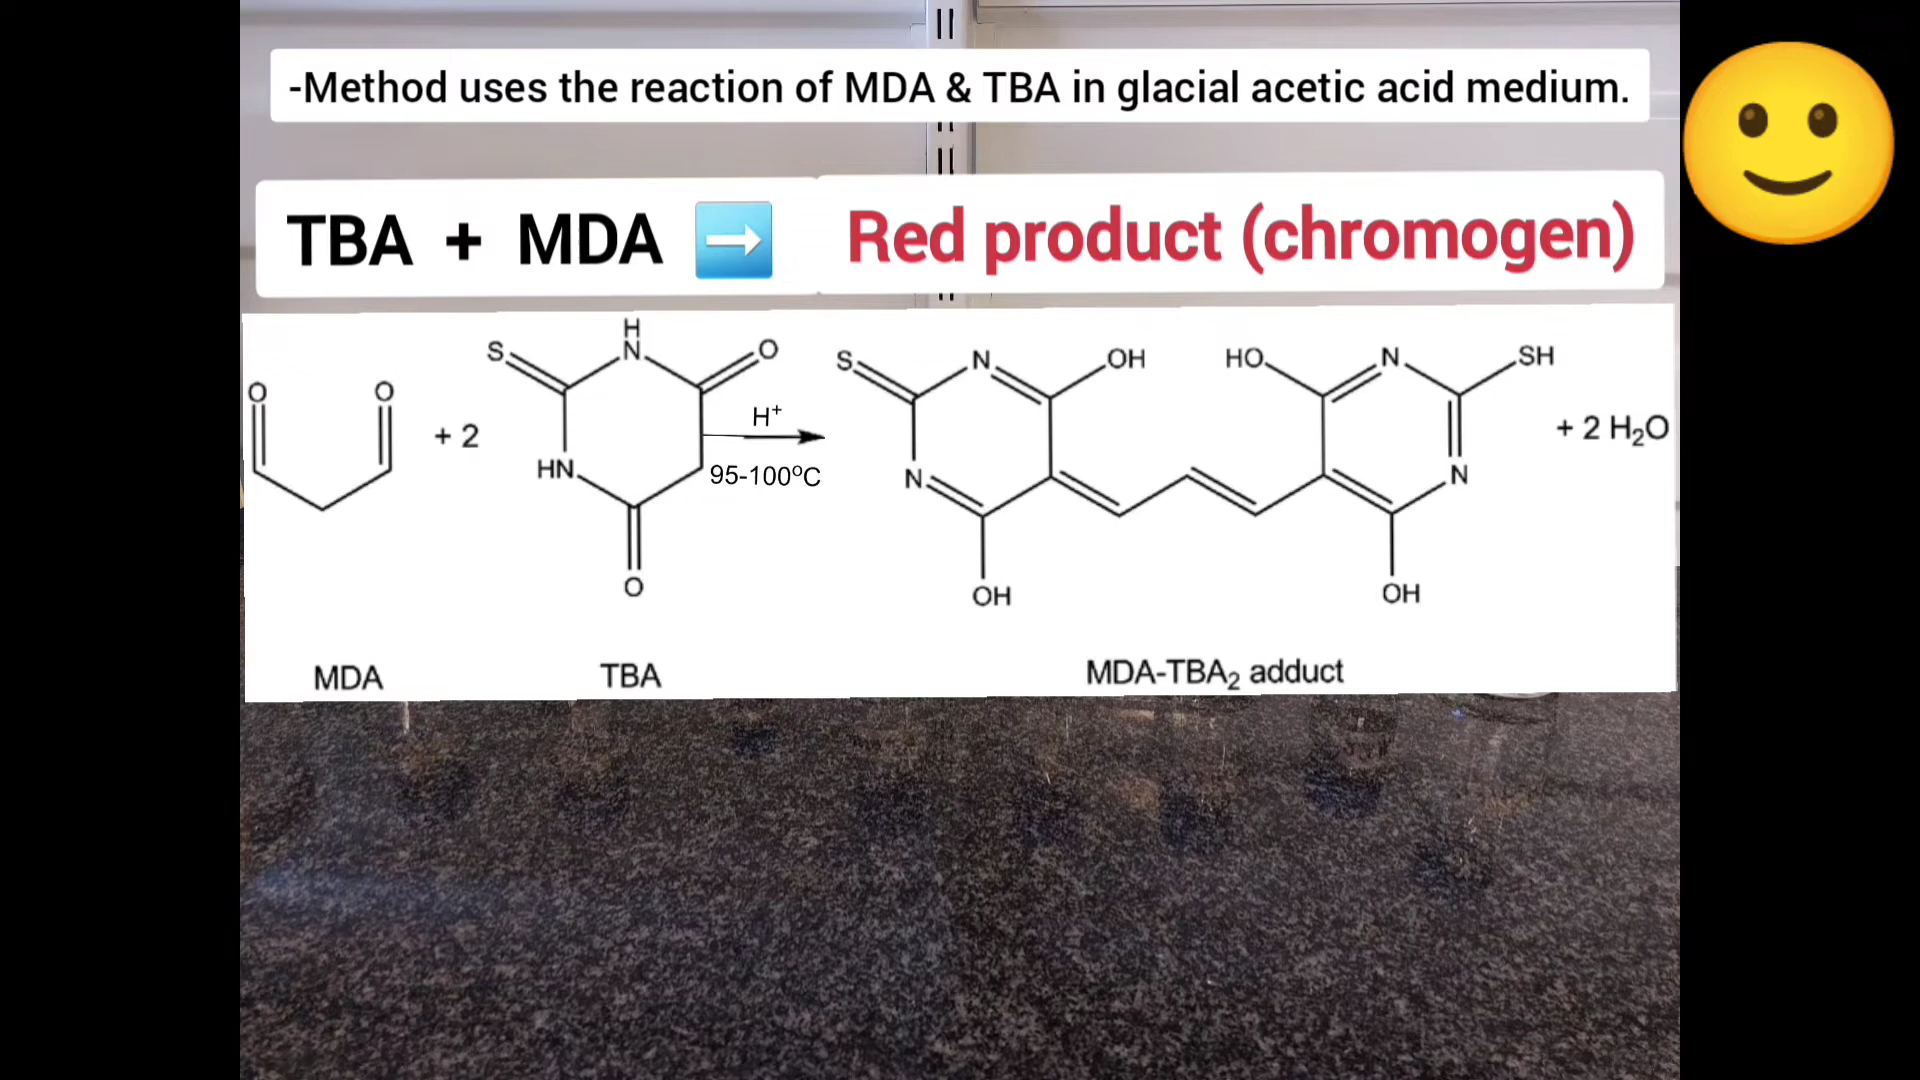 -Method uses the reaction of MDA & TBA in glacial acetic acid medium.
TBA + MDA ➡ Red product (chromogen)
H
S N O S N OH HO N SH
O O
H⁺
+ 2 + 2 H₂O
HN 95-100⁰C N N
O OH OH
MDA TBA MDA-TBA₂ adduct